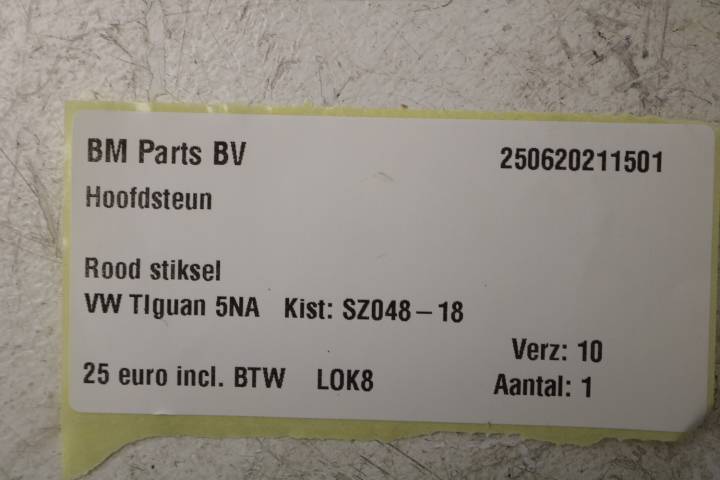 BM Parts BV 250620211501
Hoofdsteun
Rood stiksel
VW TIguan 5NA Kist: SZ048-18
Verz: 10
25 euro incl. BTW LOK8 Aantal: 1